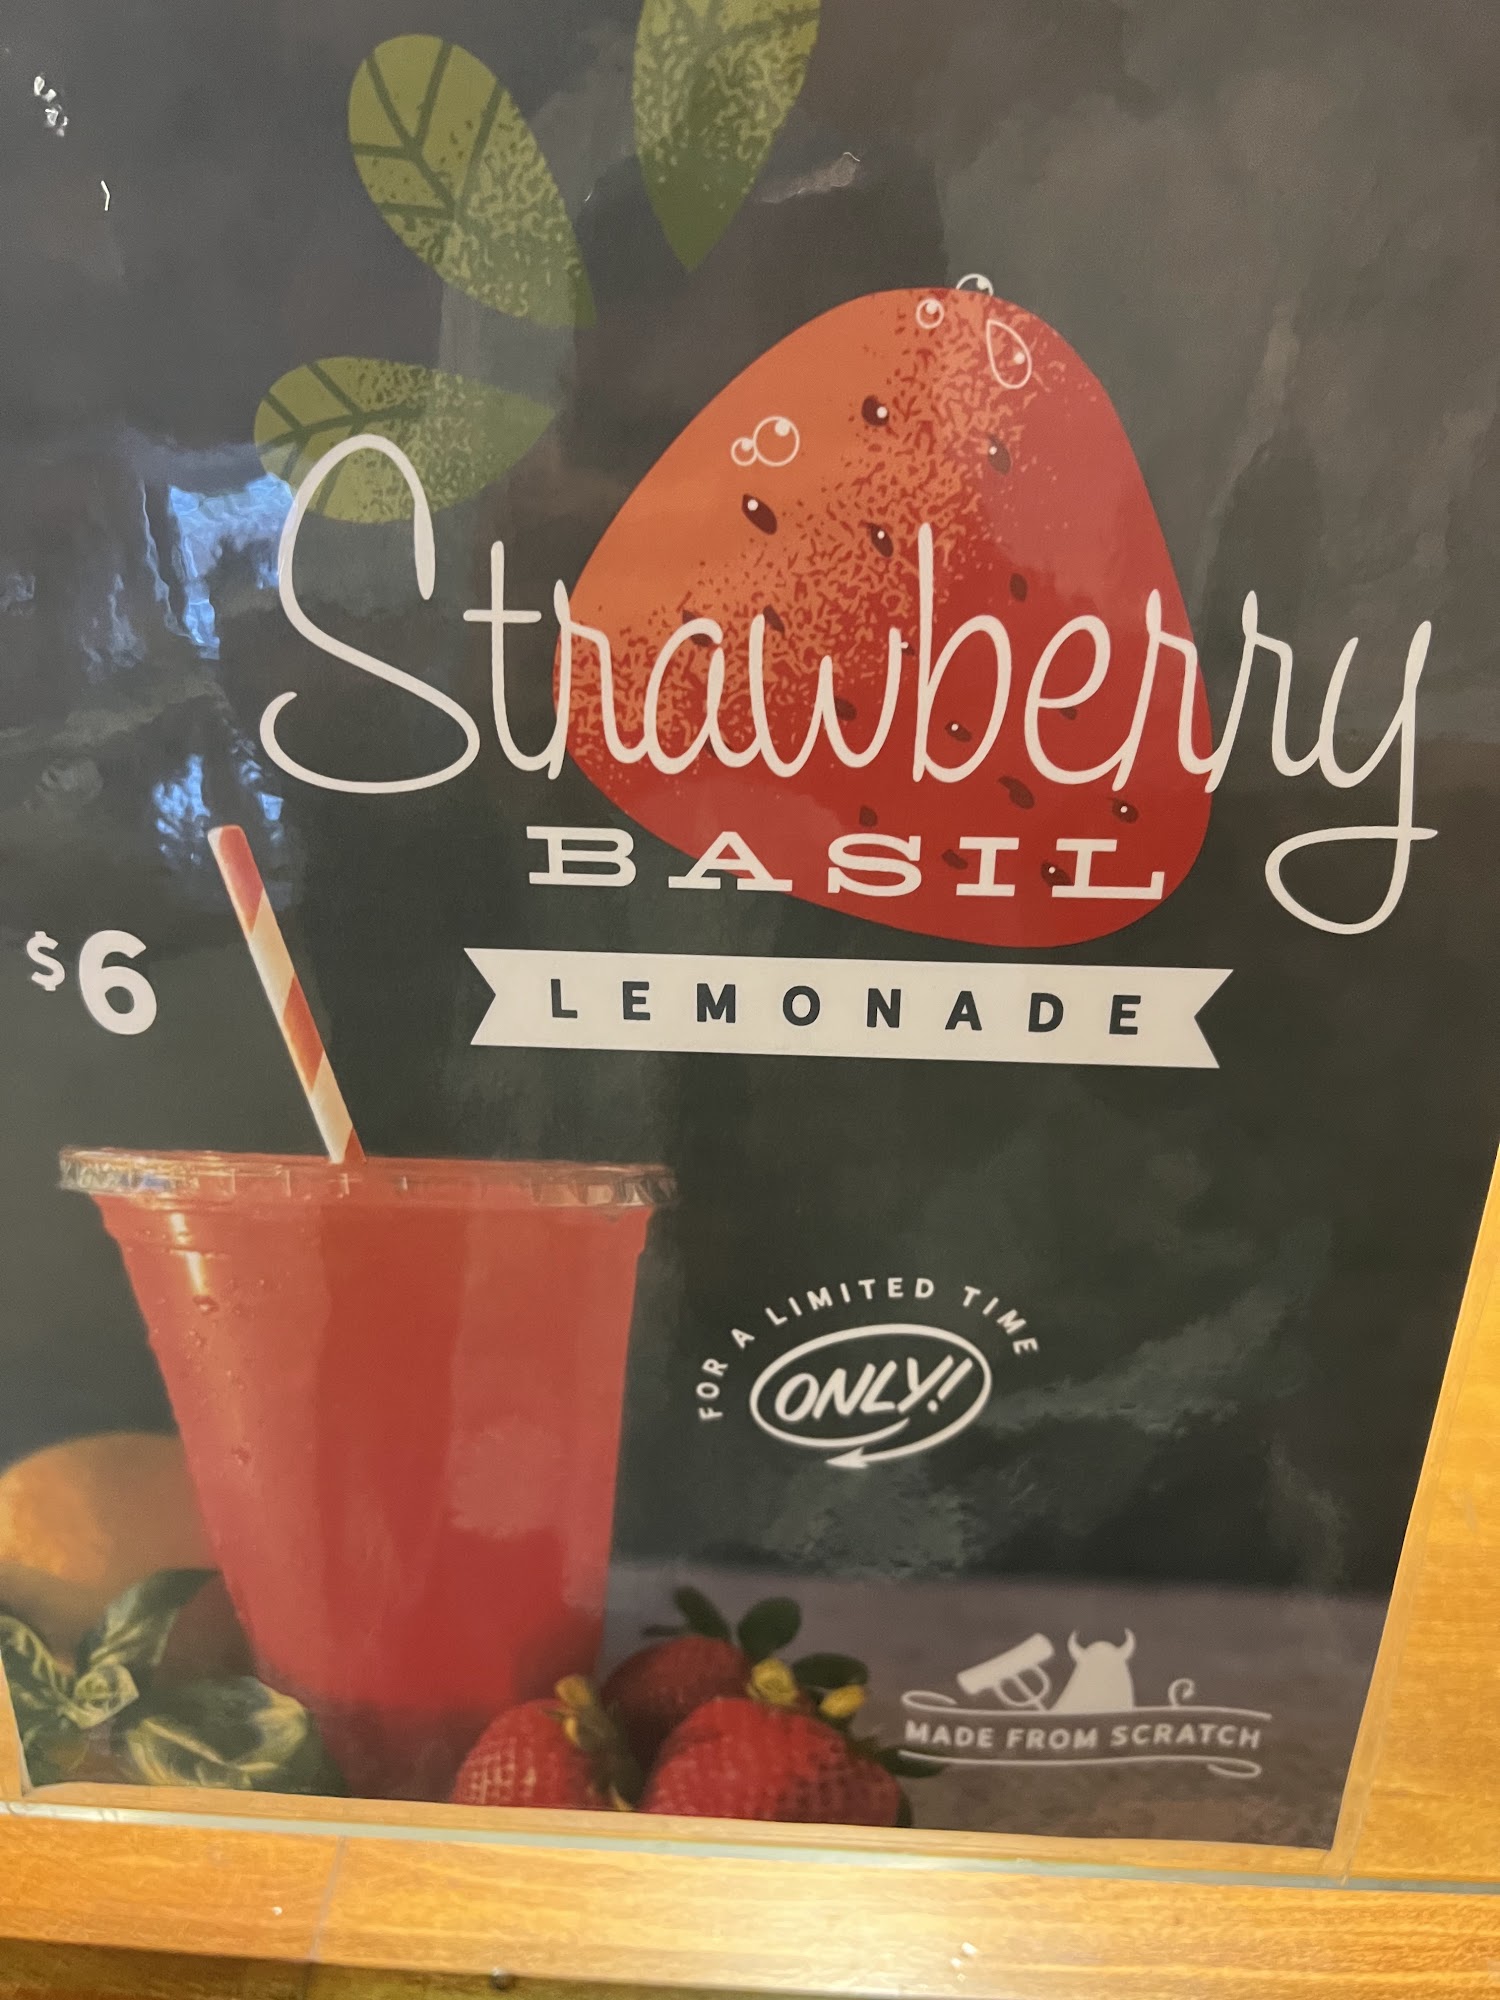 Strawberry
BASIL
LEMONADE
$6
FOR A LIMITED TIME
ONLY!
MADE FROM SCRATCH